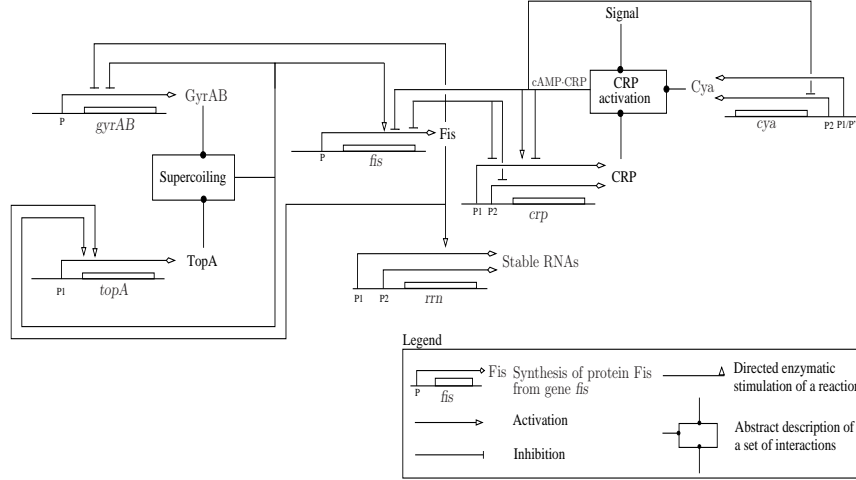 Signal
GyrAB
P
gyrAB
cAMP-CRP
CRP
activation
Cya
cya
P2
P1/P'
Fis
P
fis
Supercoiling
CRP
P1
P2
crp
TopA
P1
topA
Stable RNAs
P1
P2
rrn
Legend
P
fis
Fis
Synthesis of protein Fis
from gene fis
Activation
Inhibition
Directed enzymatic
stimulation of a reaction
Abstract description of
a set of interactions